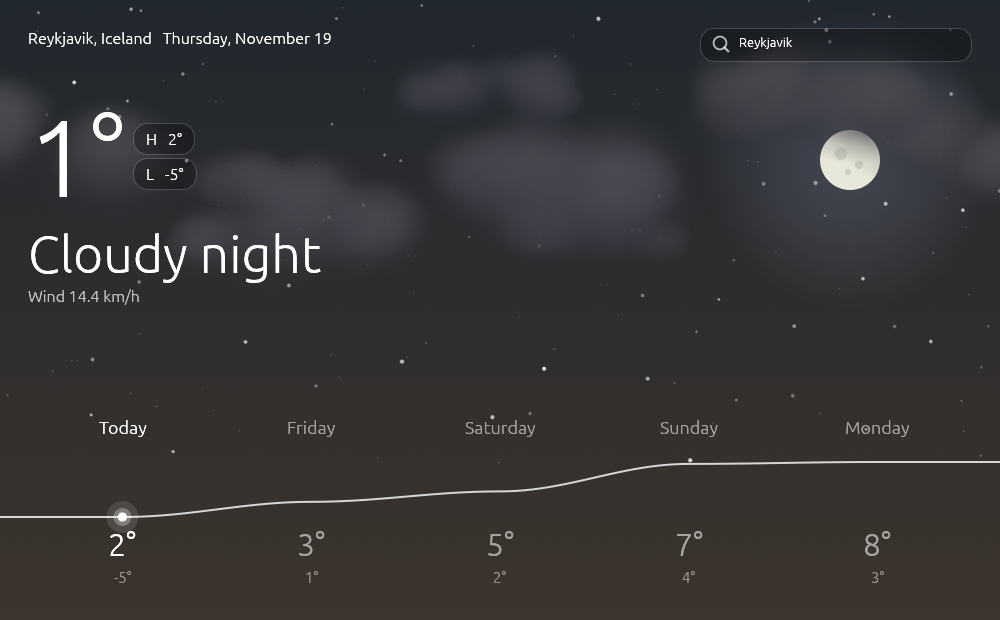 Reykjavik, Iceland Thursday, November 19
Reykjavik
1°
H 2°
L -5°
Cloudy night
Wind 14.4 km/h
Today Friday Saturday Sunday Monday
2° 3° 5° 7° 8°
-5° 1° 2° 4° 3°